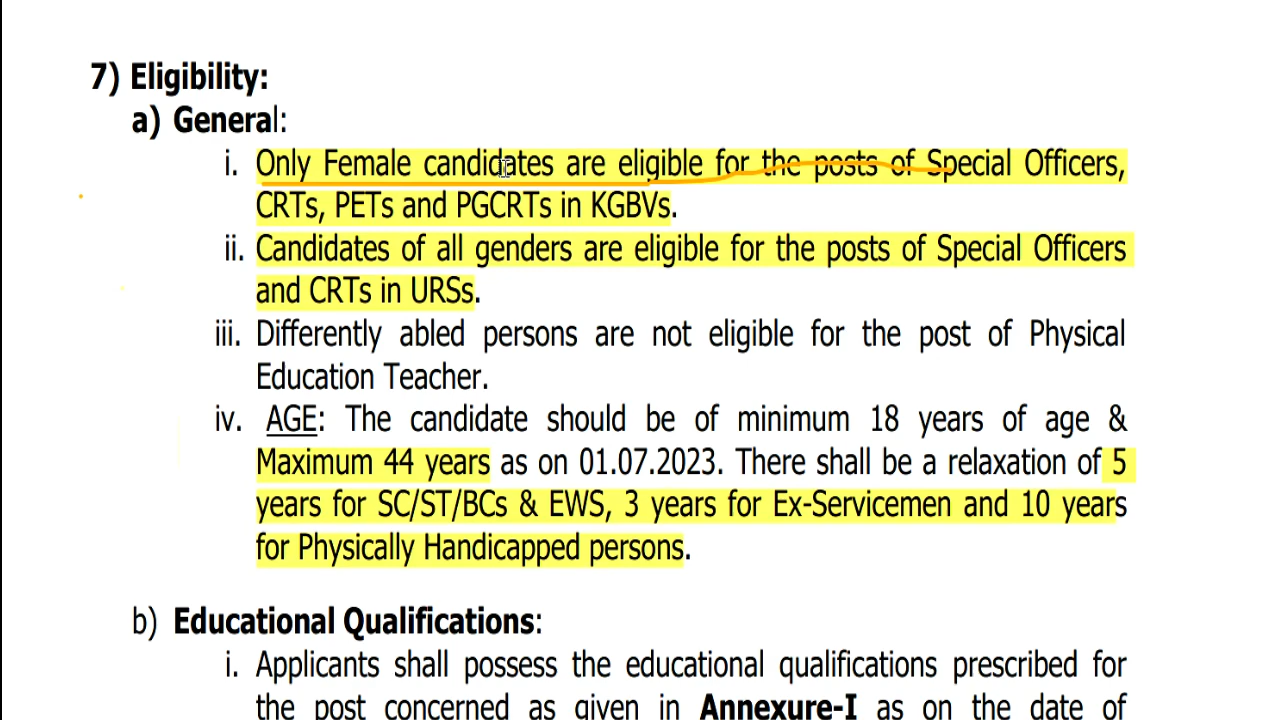 7) Eligibility:
a) General:
i. Only Female candidates are eligible for the posts of Special Officers,
CRTs, PETs and PGCRTs in KGBVs.
ii. Candidates of all genders are eligible for the posts of Special Officers
and CRTs in URSs.
iii. Differently abled persons are not eligible for the post of Physical
Education Teacher.
iv. AGE: The candidate should be of minimum 18 years of age &
Maximum 44 years as on 01.07.2023. There shall be a relaxation of 5
years for SC/ST/BCs & EWS, 3 years for Ex-Servicemen and 10 years
for Physically Handicapped persons.
b) Educational Qualifications:
i. Applicants shall possess the educational qualifications prescribed for
the post concerned as given in Annexure-I as on the date of